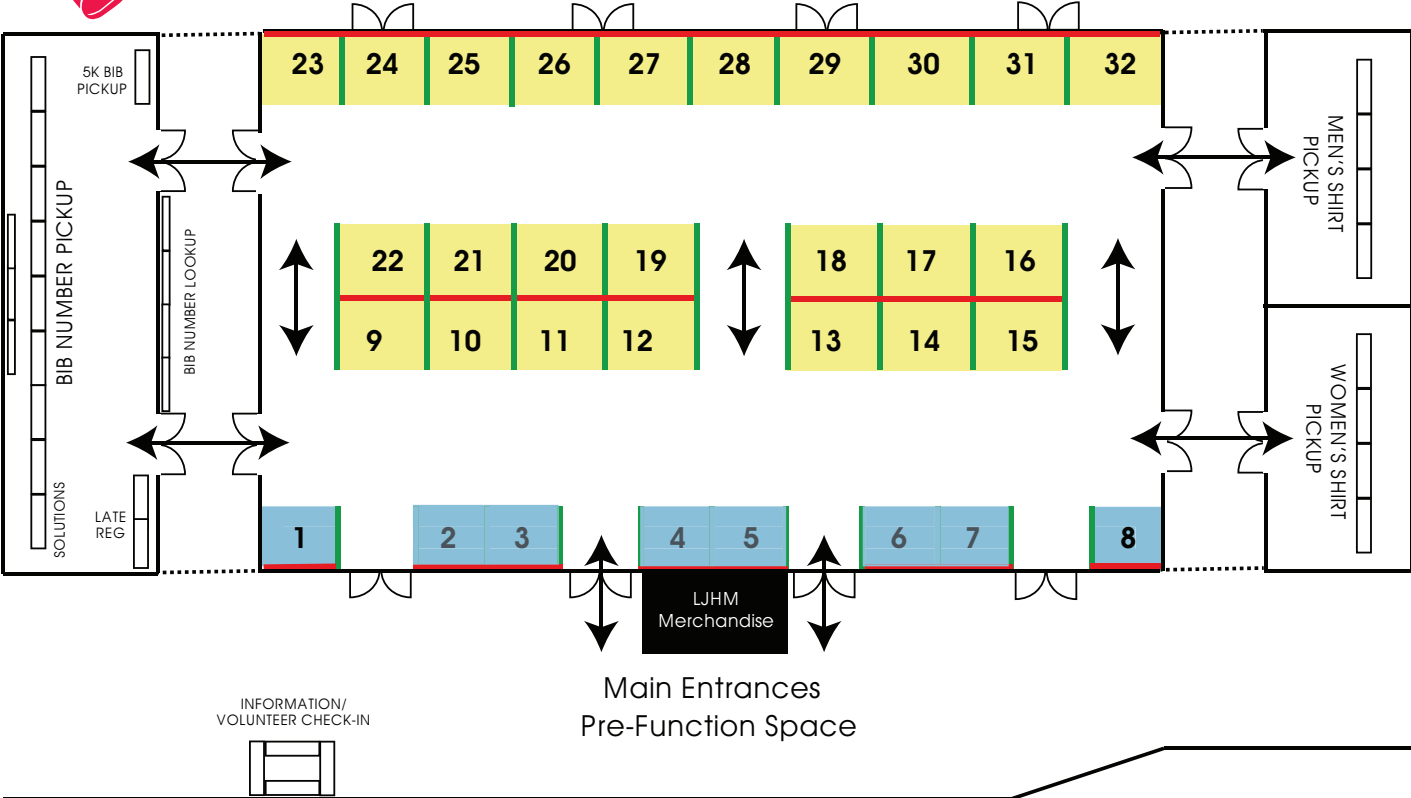 23 24 25 26 27 28 29 30 31 32
5K BIB
PICKUP
BIB NUMBER PICKUP
BIB NUMBER LOOKUP
SOLUTIONS
LATE
REG
22 21 20 19
9 10 11 12
18 17 16
13 14 15
MEN'S SHIRT
PICKUP
WOMEN'S SHIRT
PICKUP
1 2 3 4 5 6 7 8
LJHM
Merchandise
Main Entrances
Pre-Function Space
INFORMATION/
VOLUNTEER CHECK-IN